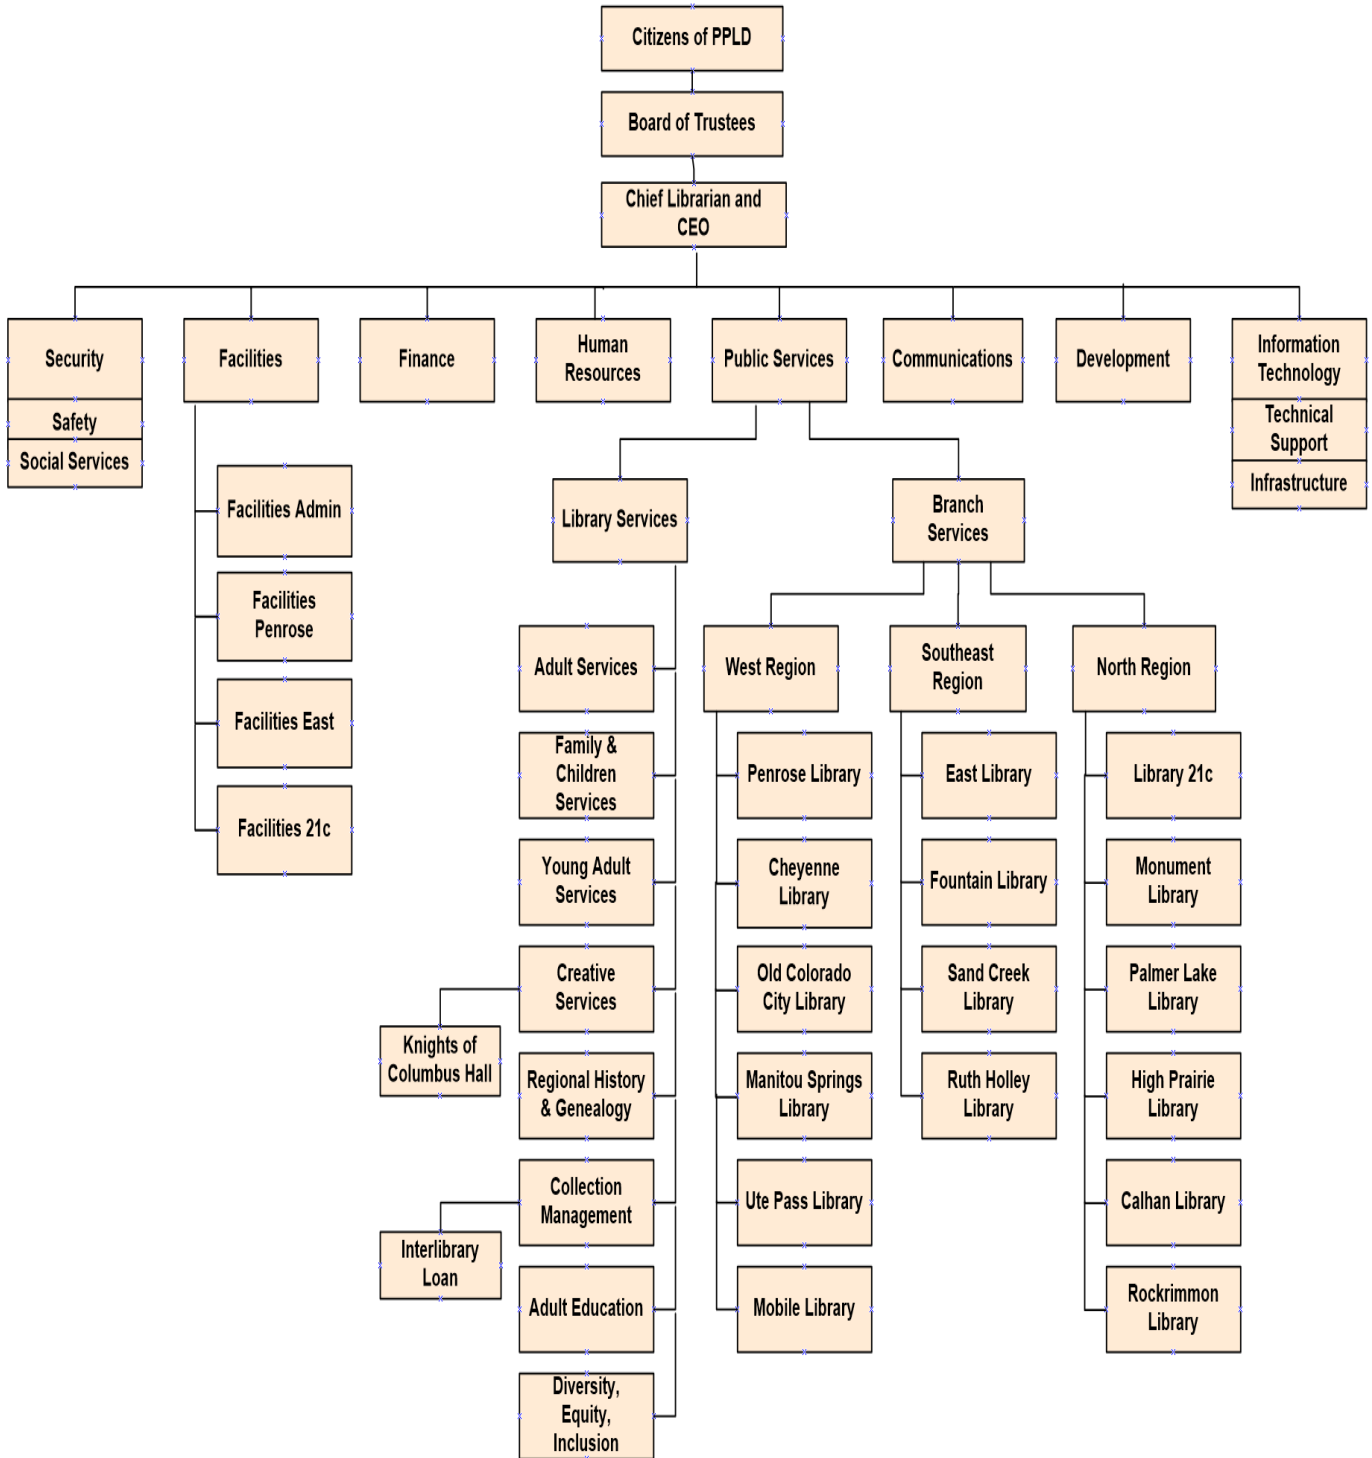 Citizens of PPLD
Board of Trustees
Chief Librarian and
CEO
Security
Safety
Social Services
Facilities
Facilities Admin
Facilities
Penrose
Facilities East
Facilities 21c
Finance
Human
Resources
Public Services
Communications
Development
Information
Technology
Technical
Support
Infrastructure
Library Services
Adult Services
Family &
Children
Services
Young Adult
Services
Creative
Services
Knights of
Columbus Hall
Regional History
& Genealogy
Collection
Management
Interlibrary
Loan
Adult Education
Diversity,
Equity,
Inclusion
Branch
Services
West Region
Penrose Library
Cheyenne
Library
Old Colorado
City Library
Manitou Springs
Library
Ute Pass Library
Mobile Library
Southeast
Region
East Library
Fountain Library
Sand Creek
Library
Ruth Holley
Library
North Region
Library 21c
Monument
Library
Palmer Lake
Library
High Prairie
Library
Calhan Library
Rockrimmon
Library